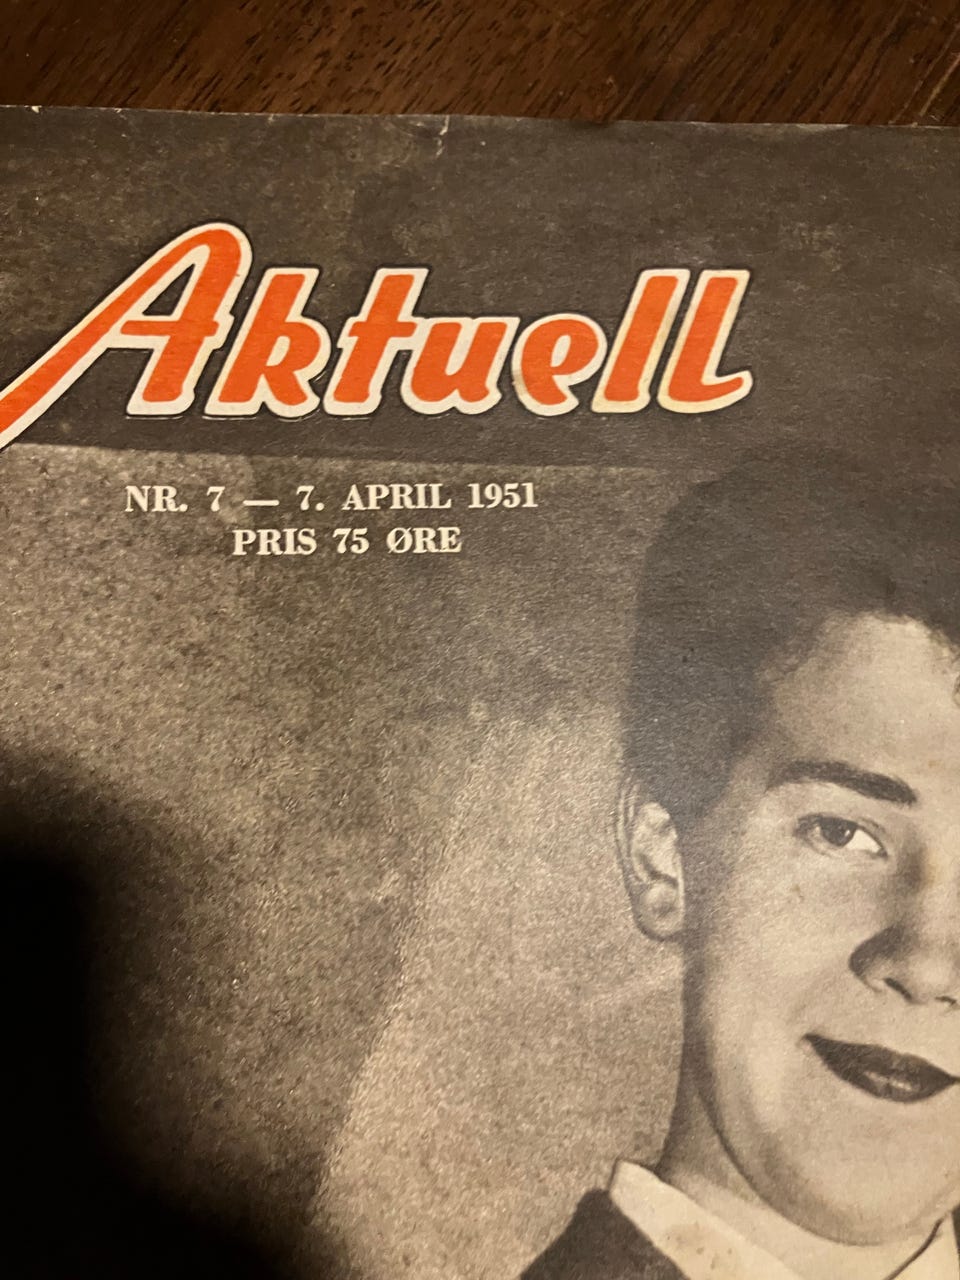 Aktuell
NR. 7 — 7. APRIL 1951
PRIS 75 ØRE